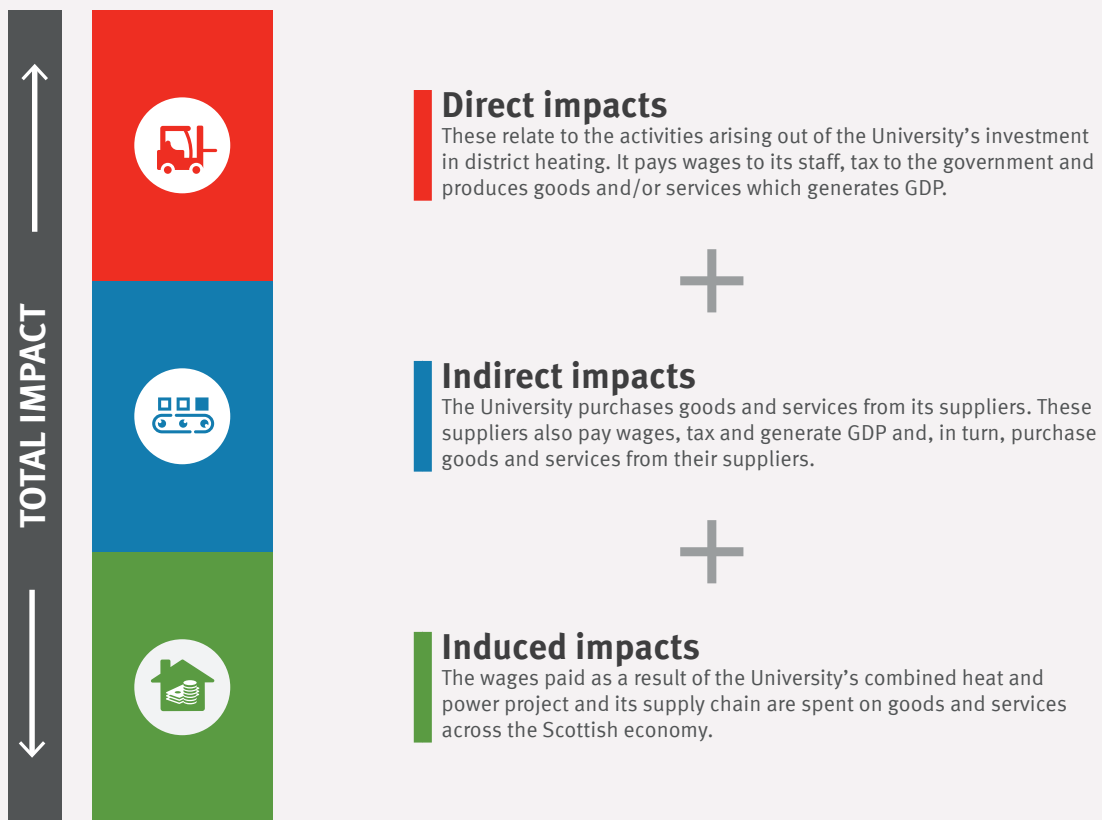 TOTAL IMPACT
Direct impacts
These relate to the activities arising out of the University’s investment
in district heating. It pays wages to its staff, tax to the government and
produces goods and/or services which generates GDP.
+
Indirect impacts
The University purchases goods and services from its suppliers. These
suppliers also pay wages, tax and generate GDP and, in turn, purchase
goods and services from their suppliers.
+
Induced impacts
The wages paid as a result of the University’s combined heat and
power project and its supply chain are spent on goods and services
across the Scottish economy.